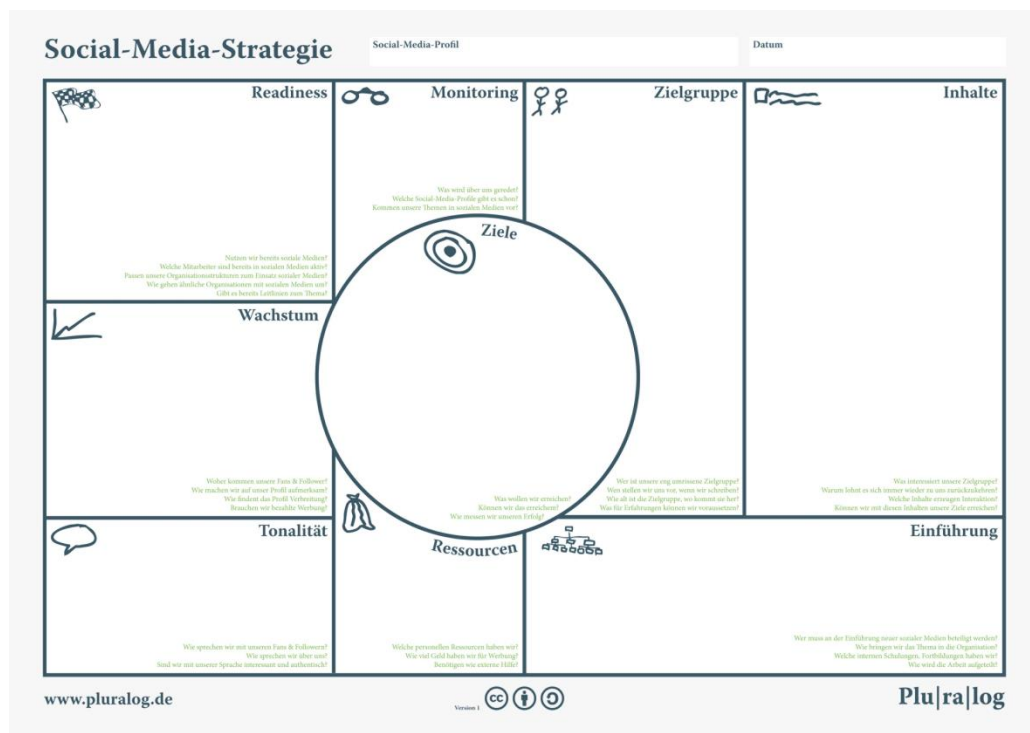 Social-Media-Strategie
Social-Media-Profil
Datum
Readiness
Nutzen wir bereits soziale Medien?
Welche Mitarbeiter sind bereits in sozialen Medien aktiv?
Passen unsere Organisationsstrukturen zum Einsatz sozialer Medien?
Wie gehen ähnliche Organisationen mit sozialen Medien um?
Gibt es bereits Leitlinien zum Thema?
Monitoring
Was wird über uns geredet?
Welche Social-Media-Profile gibt es schon?
Kommen unsere Themen in sozialen Medien vor?
Zielgruppe
Wer ist unsere eng umrissene Zielgruppe?
Wen stellen wir uns vor, wenn wir schreiben?
Wie alt ist die Zielgruppe, wo kommt sie her?
Was für Erfahrungen können wir voraussetzen?
Inhalte
Was interessiert unsere Zielgruppe?
Warum lohnt es sich immer wieder zu uns zurückzukehren?
Welche Inhalte erzeugen Interaktion?
Können wir mit diesen Inhalten unsere Ziele erreichen?
Ziele
Was wollen wir erreichen?
Können wir das erreichen?
Wie messen wir unseren Erfolg?
Wachstum
Woher kommen unsere Fans & Follower?
Wie machen wir auf unser Profil aufmerksam?
Wie findent das Profil Verbreitung?
Brauchen wir bezahlte Werbung?
Tonalität
Wie sprechen wir mit unseren Fans & Followern?
Wie sprechen wir über uns?
Sind wir mit unserer Sprache interessant und authentisch?
Ressourcen
Welche personellen Ressourcen haben wir?
Wie viel Geld haben wir für Werbung?
Benötigen wir externe Hilfe?
Einführung
Wer muss an der Einführung neuer sozialer Medien beteiligt werden?
Wie bringen wir das Thema in die Organisation?
Welche internen Schulungen, Fortbildungen haben wir?
Wie wird die Arbeit aufgeteilt?
www.pluralog.de
Version 1
cc
Plu|ra|log